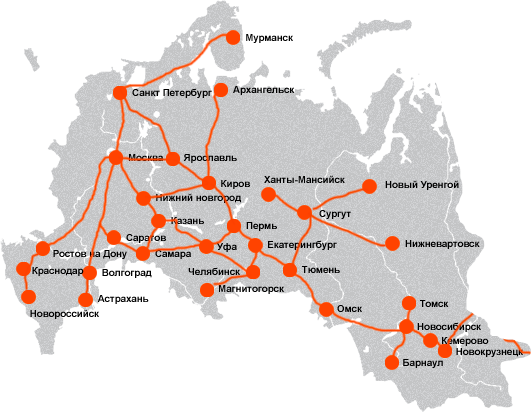 Мурманск
Санкт Петербург
Архангельск
Москва
Ярославль
Киров
Ханты-Мансийск
Новый Уренгой
Нижний новгород
Сургут
Казань
Пермь
Саратов
Уфа
Екатеринбург
Нижневартовск
Ростов на Дону
Самара
Краснодар
Волгоград
Челябинск
Тюмень
Магнитогорск
Астрахань
Новороссийск
Омск
Томск
Новосибирск
Кемерово
Новокрузнецк
Барнаул